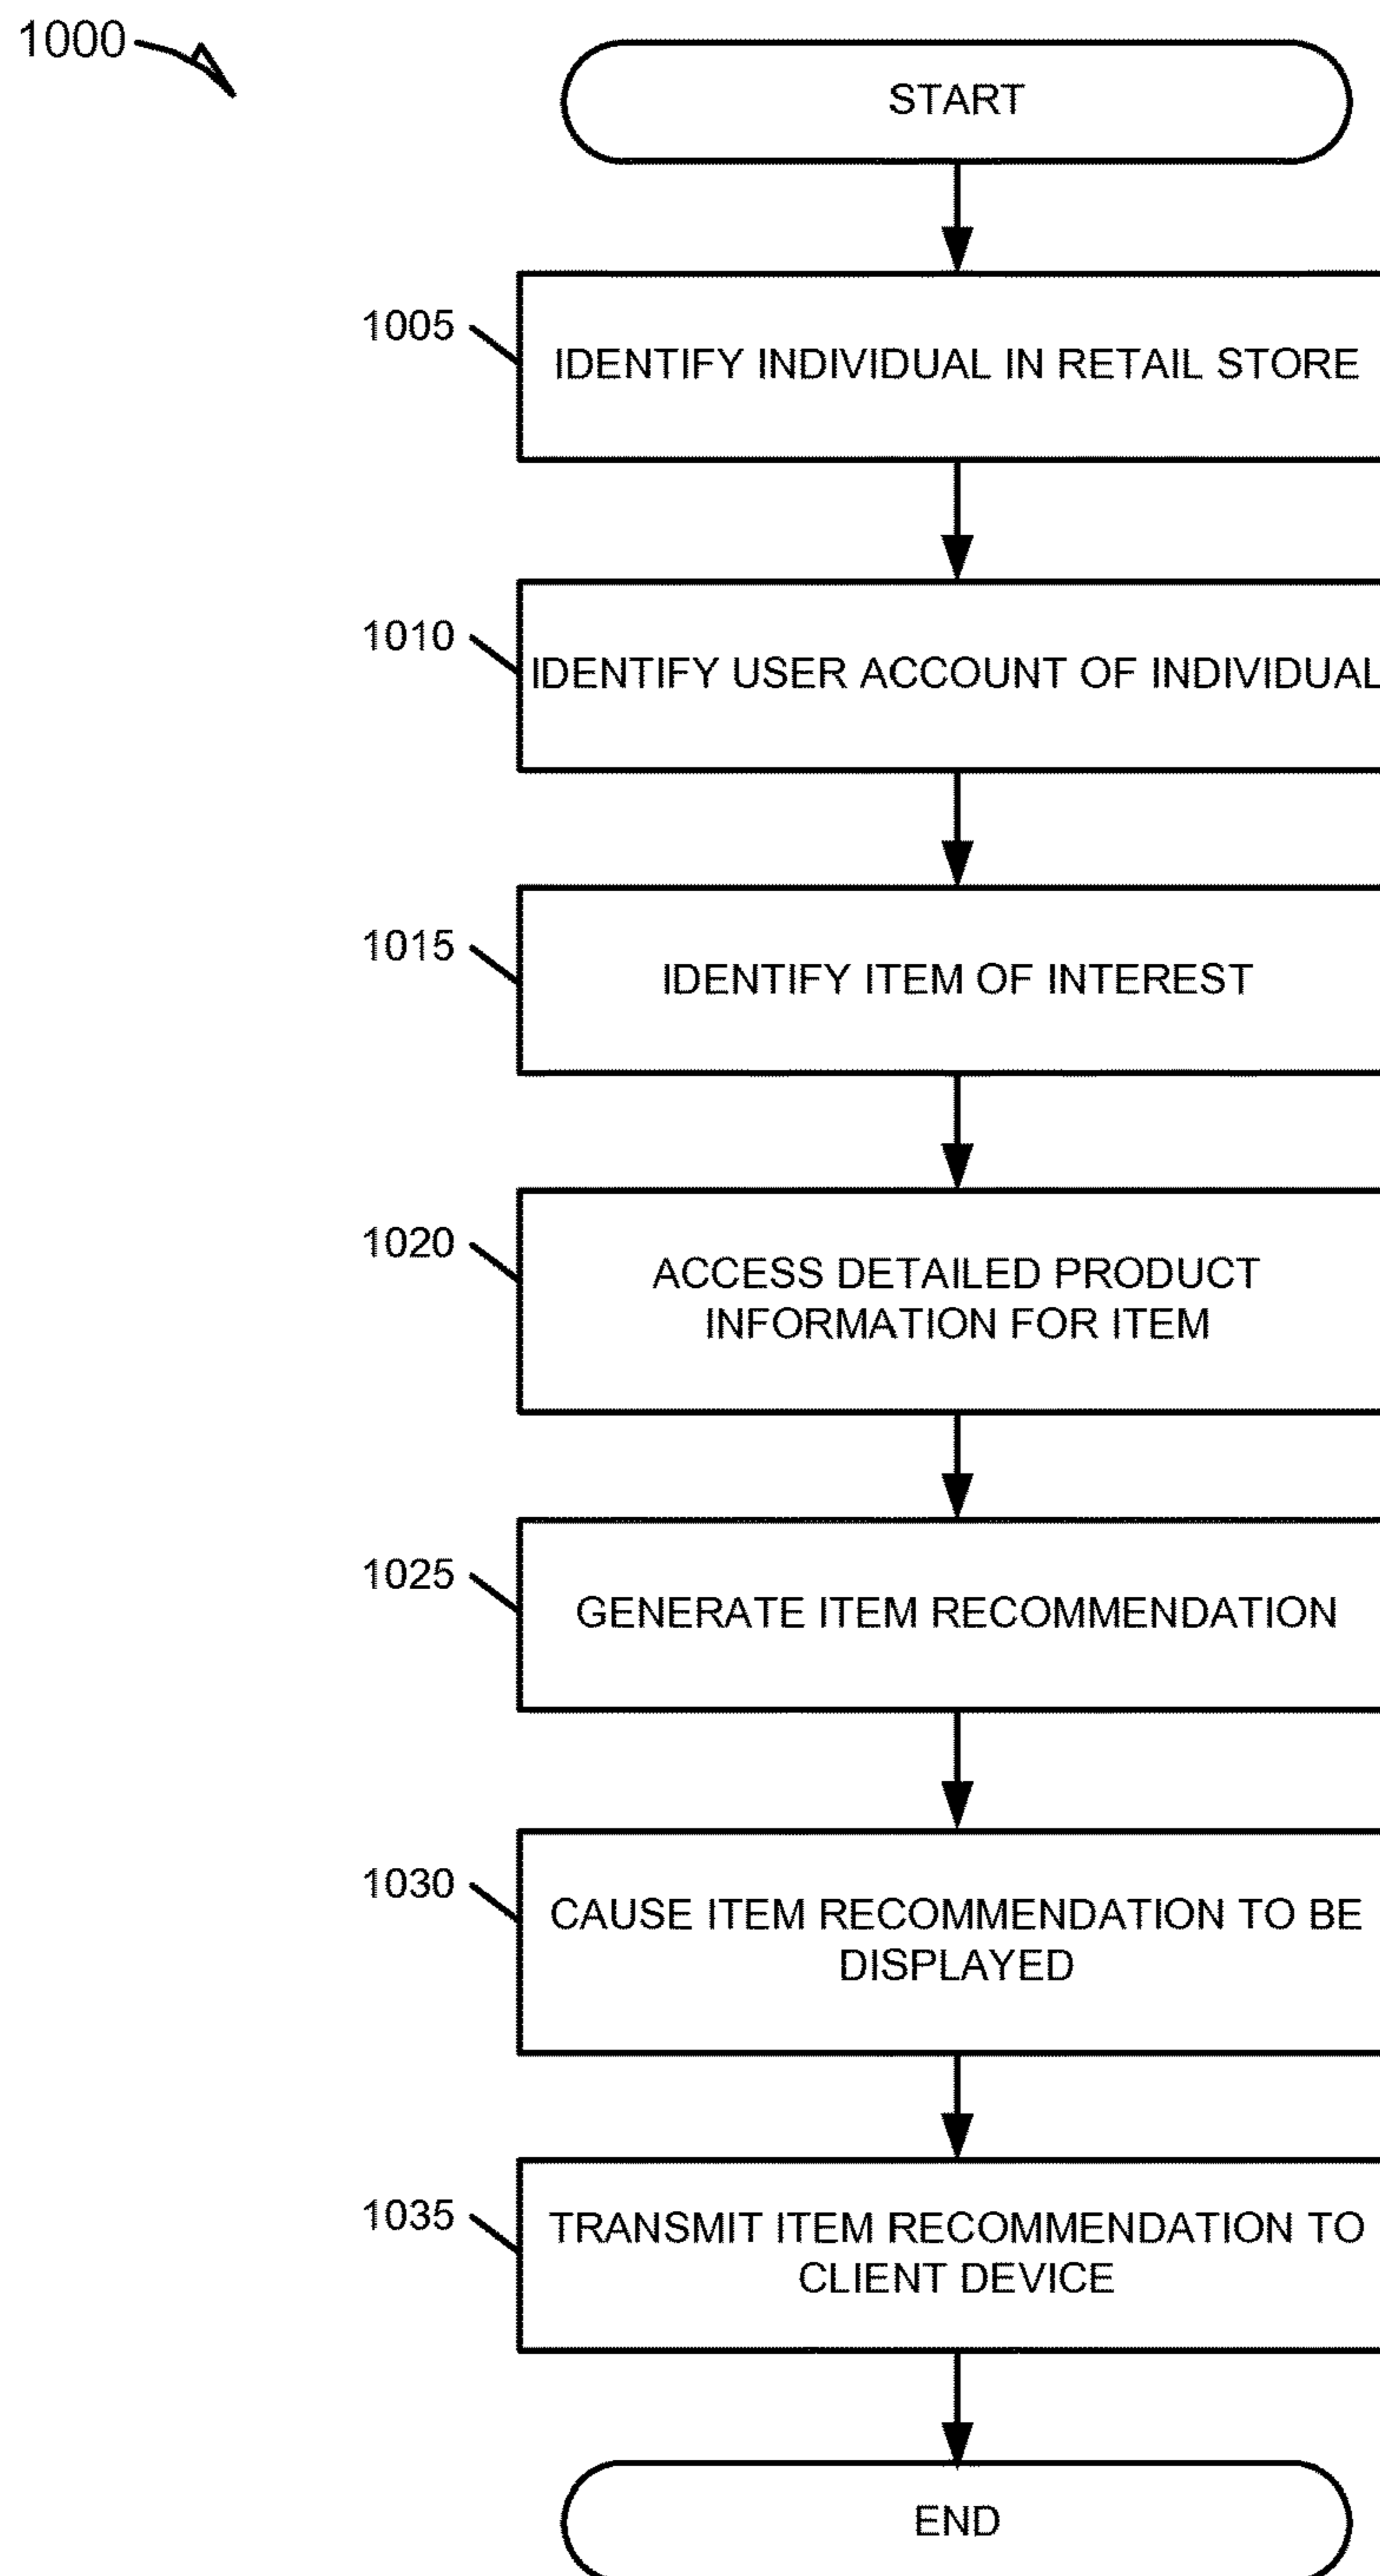 1000
START
1005
IDENTIFY INDIVIDUAL IN RETAIL STORE
1010
IDENTIFY USER ACCOUNT OF INDIVIDUAL
1015
IDENTIFY ITEM OF INTEREST
1020
ACCESS DETAILED PRODUCT
INFORMATION FOR ITEM
1025
GENERATE ITEM RECOMMENDATION
1030
CAUSE ITEM RECOMMENDATION TO BE
DISPLAYED
1035
TRANSMIT ITEM RECOMMENDATION TO
CLIENT DEVICE
END